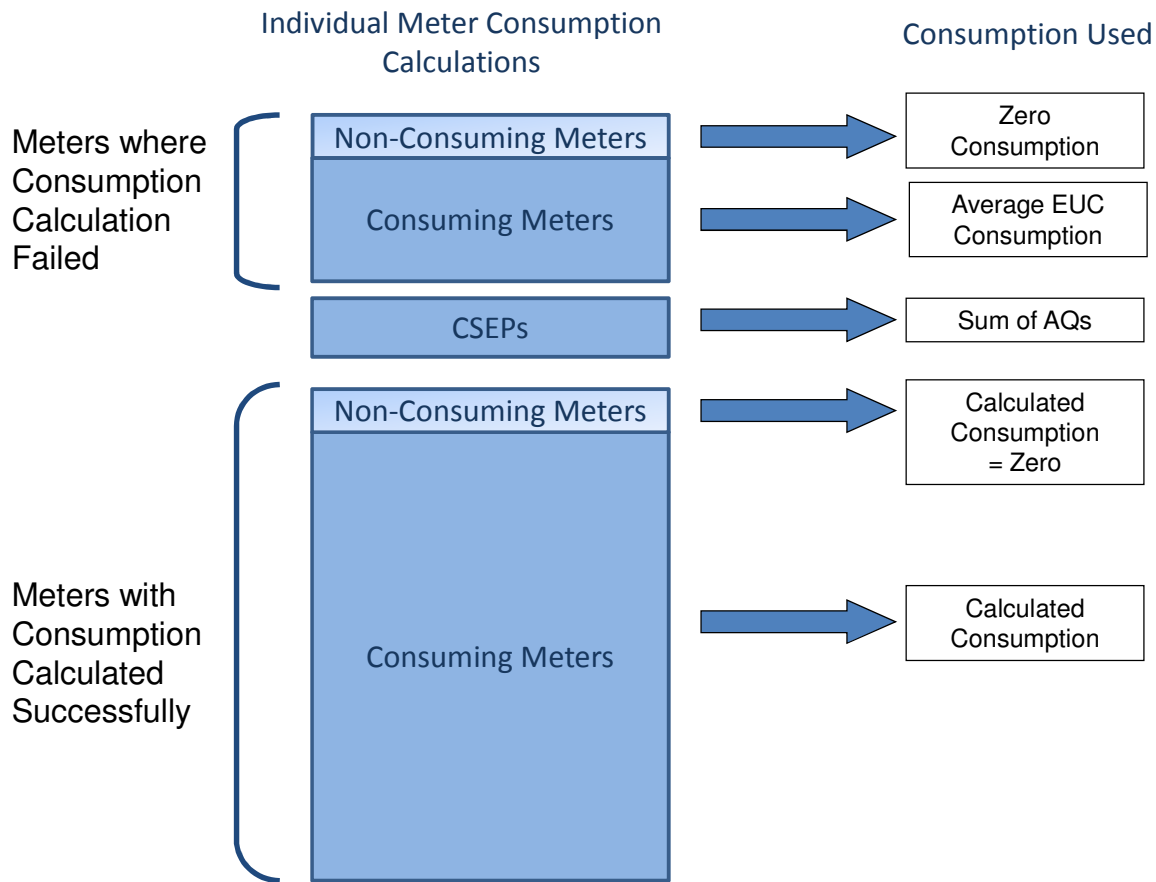 Individual Meter Consumption
Calculations
Consumption Used
Meters where
Consumption
Calculation
Failed
Non-Consuming Meters
Zero
Consumption
Consuming Meters
Average EUC
Consumption
CSEPs
Sum of AQs
Meters with
Consumption
Calculated
Successfully
Non-Consuming Meters
Calculated
Consumption
= Zero
Consuming Meters
Calculated
Consumption